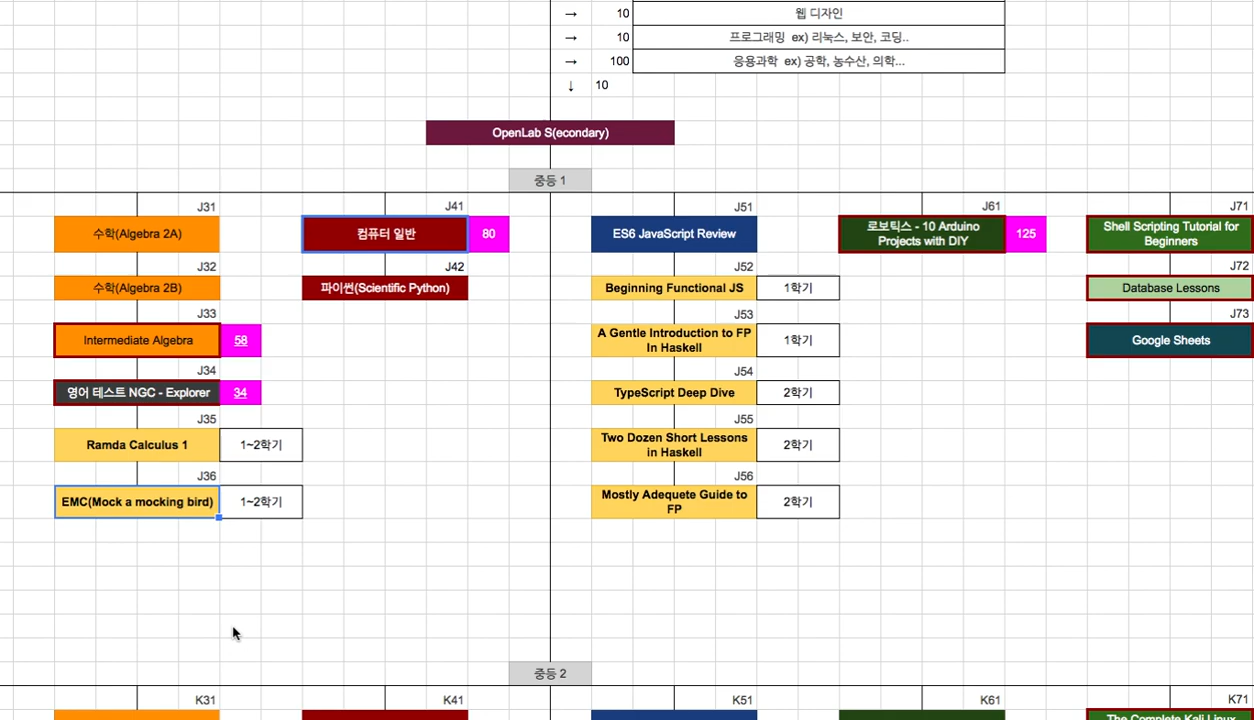 → 10 웹 디자인
→ 10 프로그래밍 ex) 리눅스, 보안, 코딩..
→ 100 응용과학 ex) 공학, 농수산, 의학...
↓ 10
OpenLab S(econdary)
중등 1
J31 J41 J51 J61 J71
수학(Algebra 2A)
컴퓨터 일반
80
ES6 JavaScript Review
로보틱스 - 10 Arduino
Projects with DIY
125
Shell Scripting Tutorial for
Beginners
J32 J42 J52 J72
수학(Algebra 2B)
파이썬(Scientific Python)
Beginning Functional JS
1학기
Database Lessons
J33 J53 J73
Intermediate Algebra
58
A Gentle Introduction to FP
In Haskell
1학기
Google Sheets
J34 J54
영어 테스트 NGC - Explorer
34
TypeScript Deep Dive
2학기
J35 J55
Ramda Calculus 1
1~2학기
Two Dozen Short Lessons
in Haskell
2학기
J36 J56
EMC(Mock a mocking bird)
1~2학기
Mostly Adequete Guide to
FP
2학기
중등 2
K31 K41 K51 K61 K71
The Complete Kali Linux